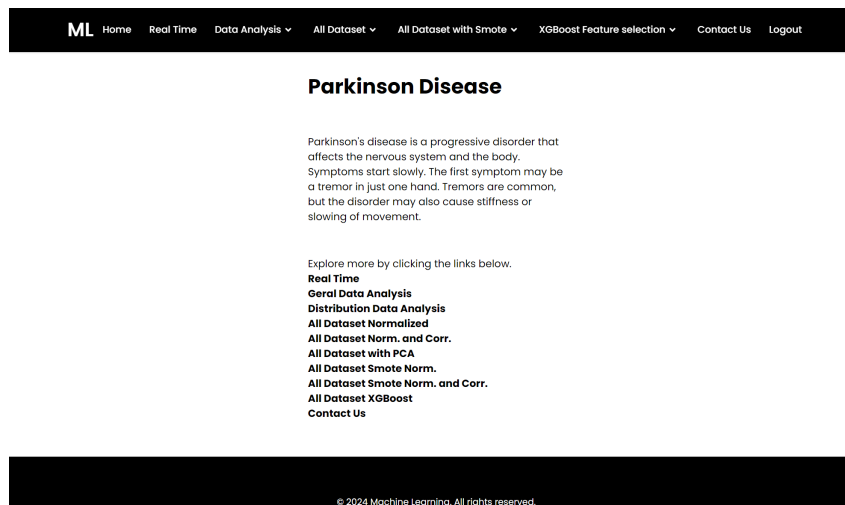 ML Home Real Time Data Analysis All Dataset All Dataset with Smote XGBoost Feature selection Contact Us Logout
Parkinson Disease
Parkinson's disease is a progressive disorder that
affects the nervous system and the body.
Symptoms start slowly. The first symptom may be
a tremor in just one hand. Tremors are common,
but the disorder may also cause stiffness or
slowing of movement.
Explore more by clicking the links below.
Real Time
Geral Data Analysis
Distribution Data Analysis
All Dataset Normalized
All Dataset Norm. and Corr.
All Dataset with PCA
All Dataset Smote Norm.
All Dataset Smote Norm. and Corr.
All Dataset XGBoost
Contact Us
© 2024 Machine Learning. All rights reserved.